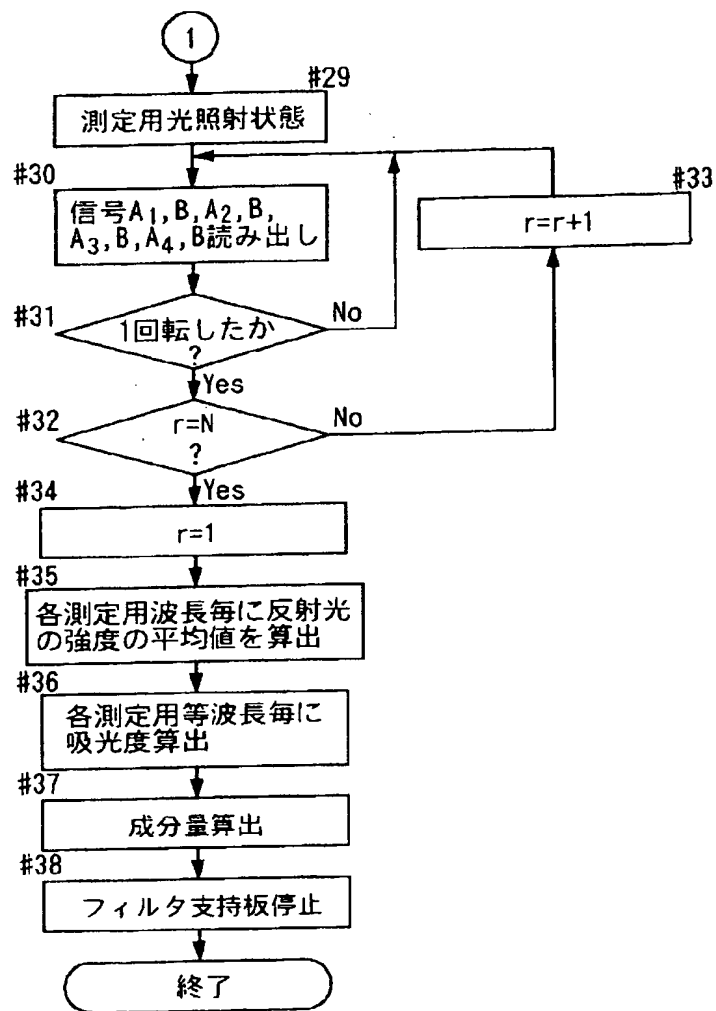 1
#29
測定用光照射状態
#30
信号A1,B,A2,B,
A3,B,A4,B読み出し
#33
r=r+1
#31
1回転したか
?
No
Yes
#32
r=N
?
No
Yes
#34
r=1
#35
各測定用波長毎に反射光
の強度の平均値を算出
#36
各測定用等波長毎に
吸光度算出
#37
成分量算出
#38
フィルタ支持板停止
終了